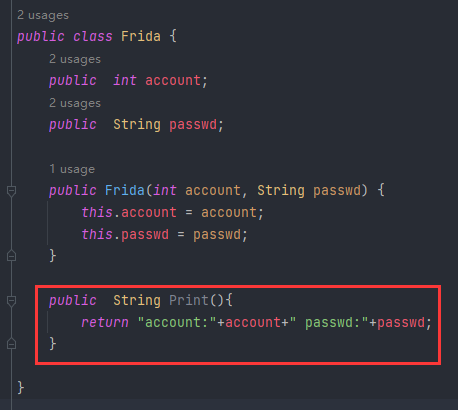 2 usages
public class Frida {
2 usages
public  int account;
2 usages
public  String passwd;
1 usage
public Frida(int account, String passwd) {
this.account = account;
this.passwd = passwd;
}
public  String Print(){
return "account:"+account+" passwd:"+passwd;
}
}